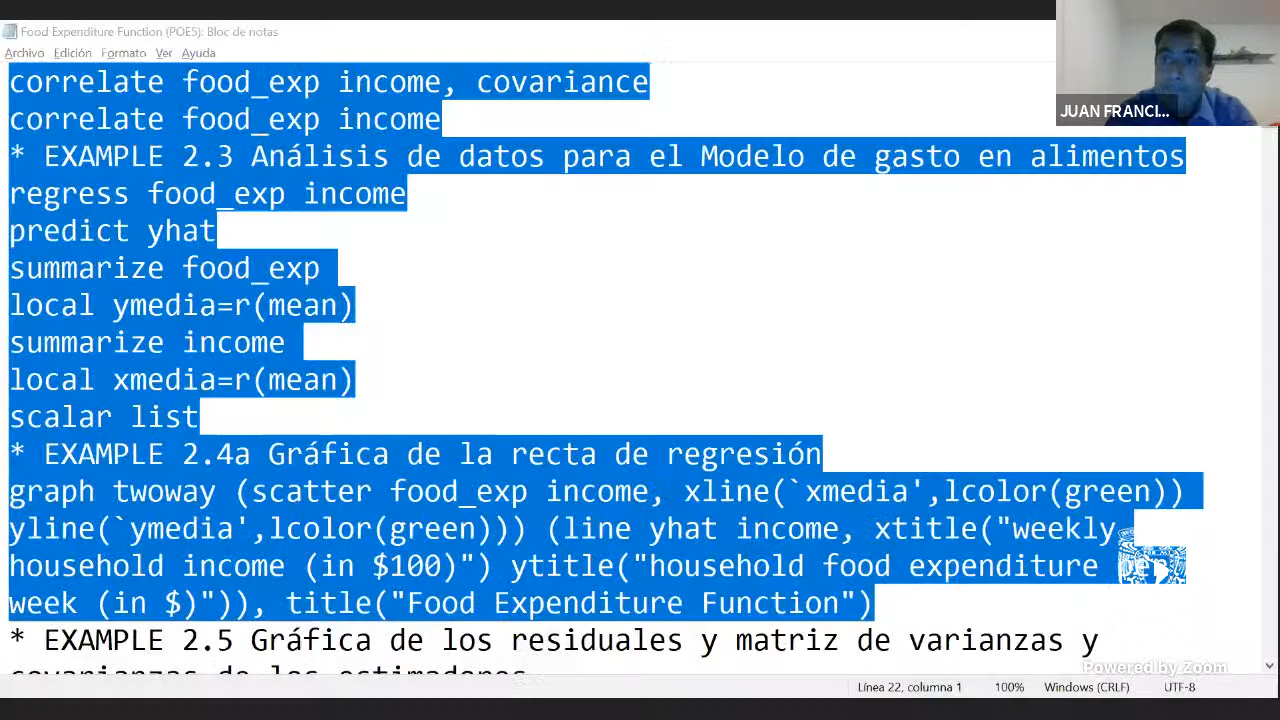 Food Expenditure Function (POE5): Bloc de notas
Archivo Edición Formato Ver Ayuda
correlate food_exp income, covariance
correlate food_exp income
* EXAMPLE 2.3 Análisis de datos para el Modelo de gasto en alimentos
regress food_exp income
predict yhat
summarize food_exp
local ymedia=r(mean)
summarize income
local xmedia=r(mean)
scalar list
* EXAMPLE 2.4a Gráfica de la recta de regresión
graph twoway (scatter food_exp income, xline(`xmedia',lcolor(green))
yline(`ymedia',lcolor(green))) (line yhat income, xtitle("weekly
household income (in $100)") ytitle("household food expenditure
week (in $)")), title("Food Expenditure Function")
* EXAMPLE 2.5 Gráfica de los residuales y matriz de varianzas y
covarianzas de los estimadores
JUAN FRANCI...
Powered by Zoom
Línea 22, columna 1 100% Windows (CRLF) UTF-8